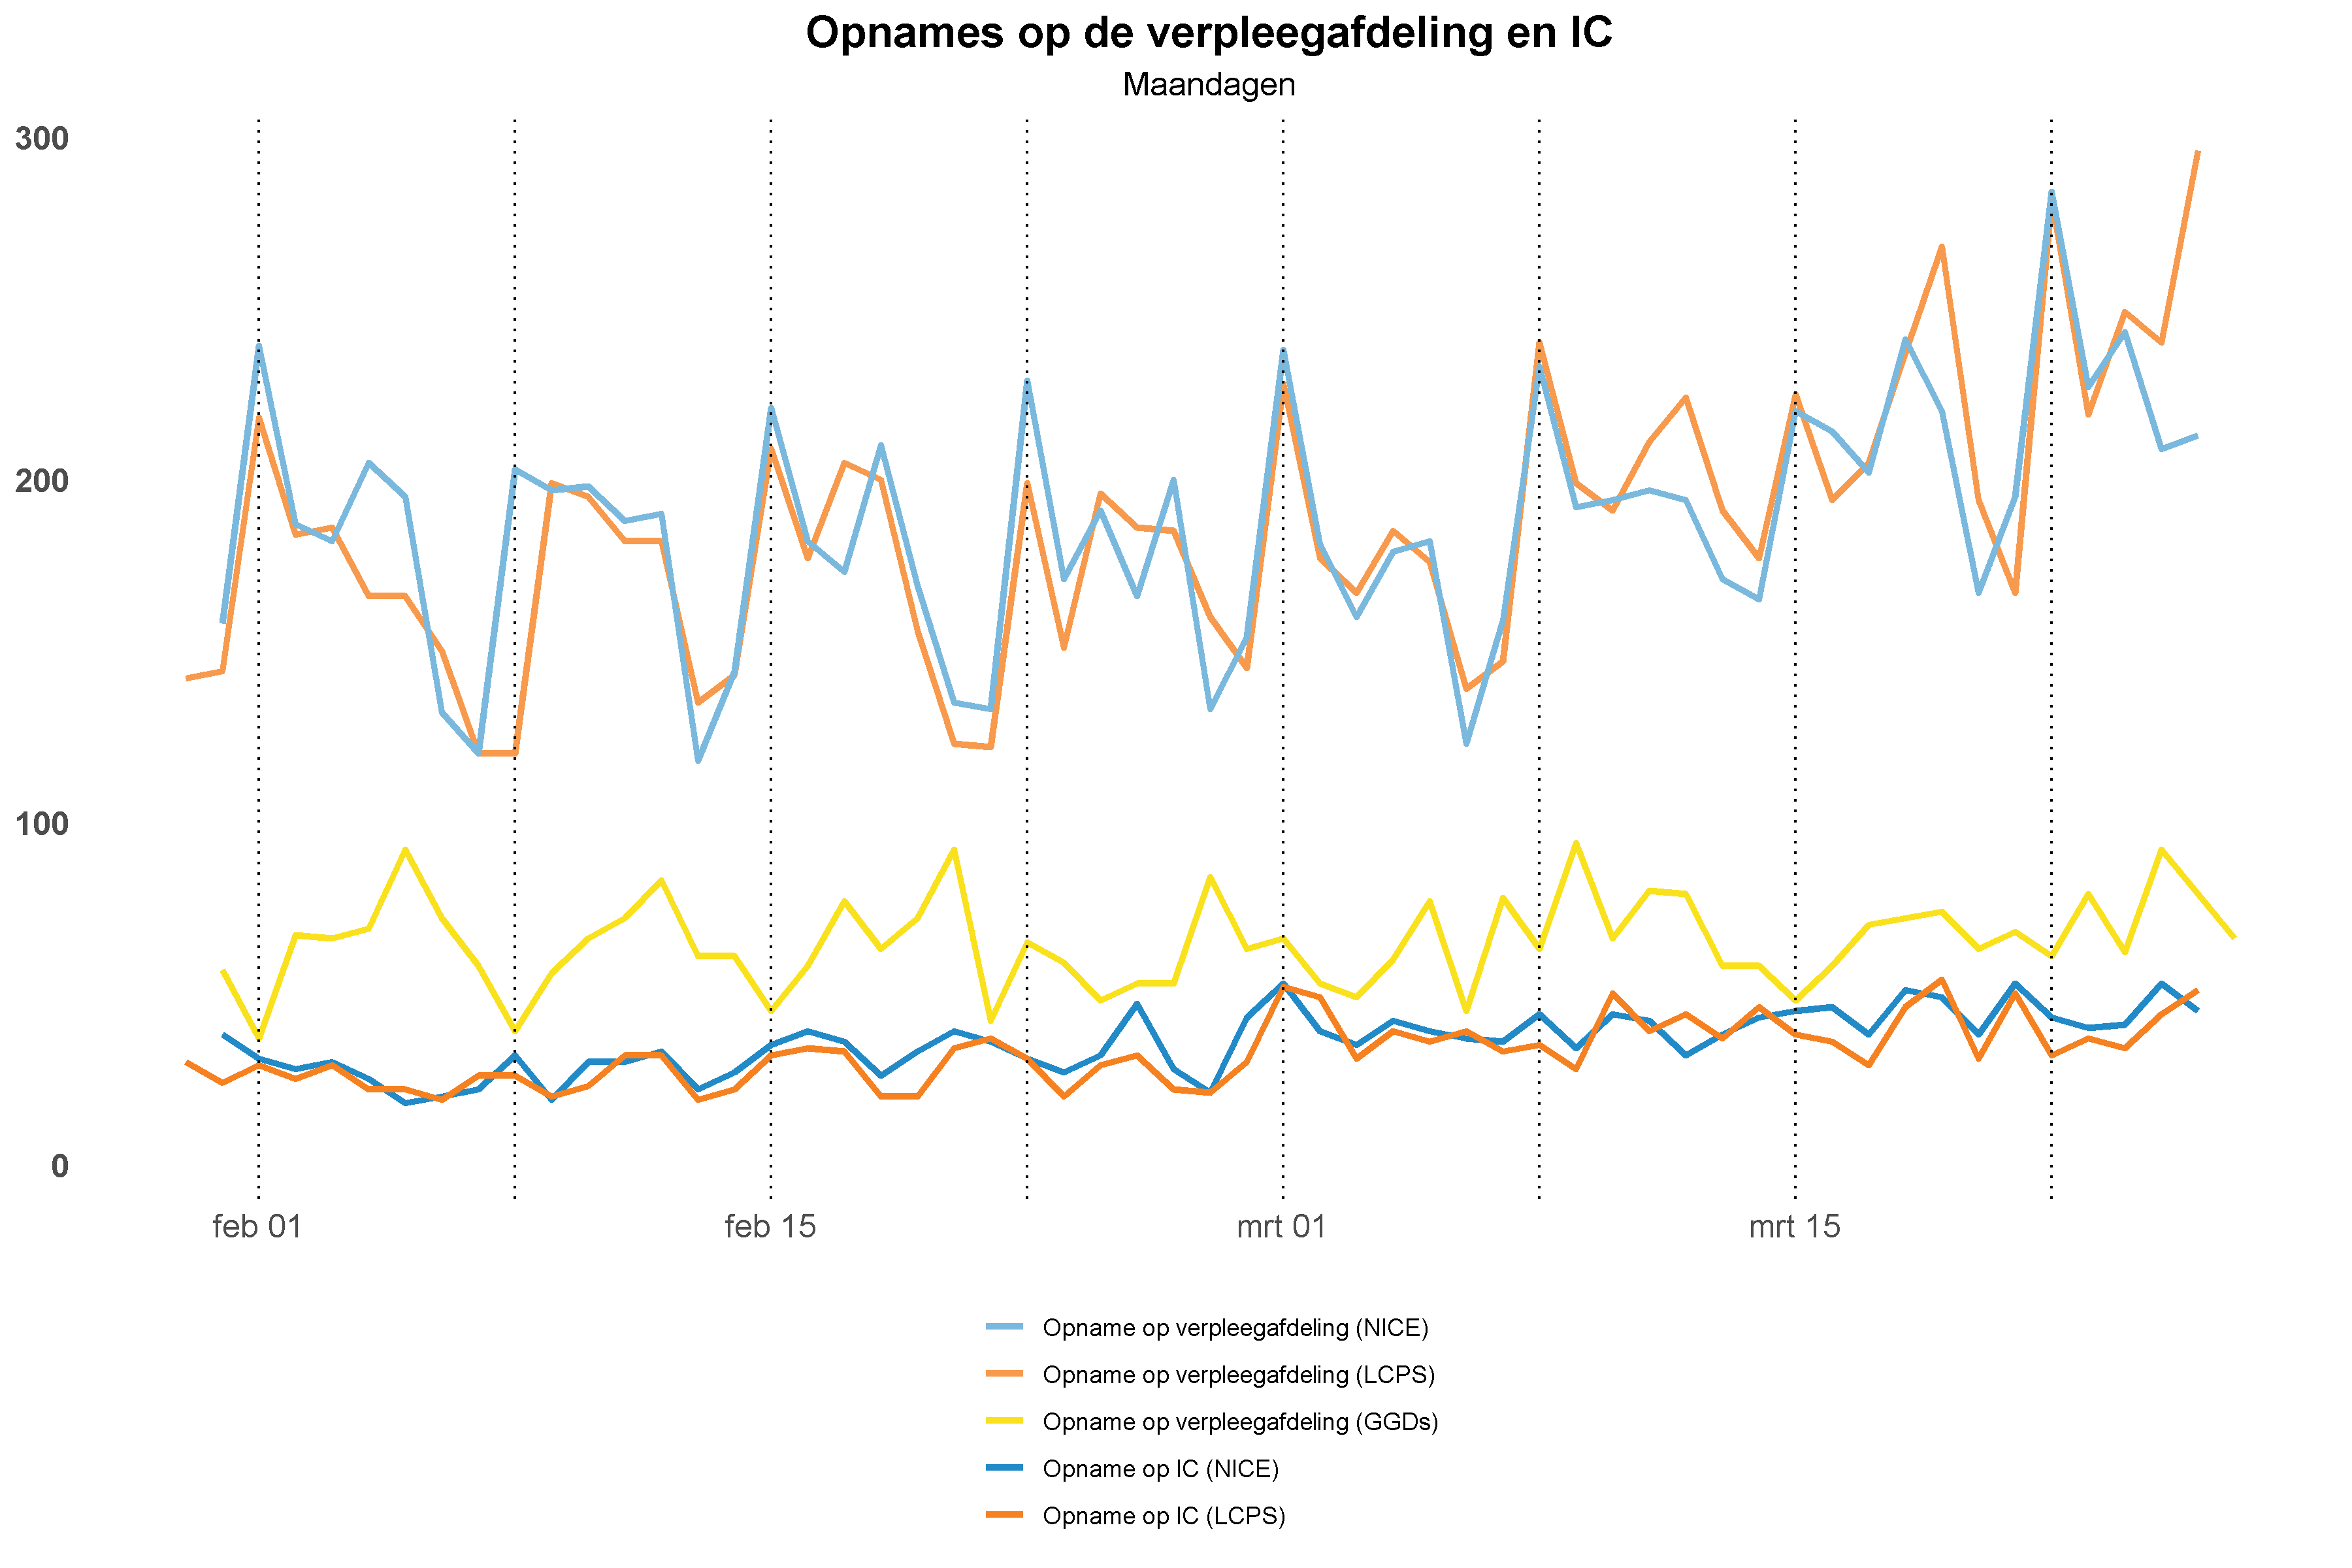 Opnames op de verpleegafdeling en IC
Maandagen
300
200
100
0
feb 01
feb 15
mrt 01
mrt 15
Opname op verpleegafdeling (NICE)
Opname op verpleegafdeling (LCPS)
Opname op verpleegafdeling (GGDs)
Opname op IC (NICE)
Opname op IC (LCPS)